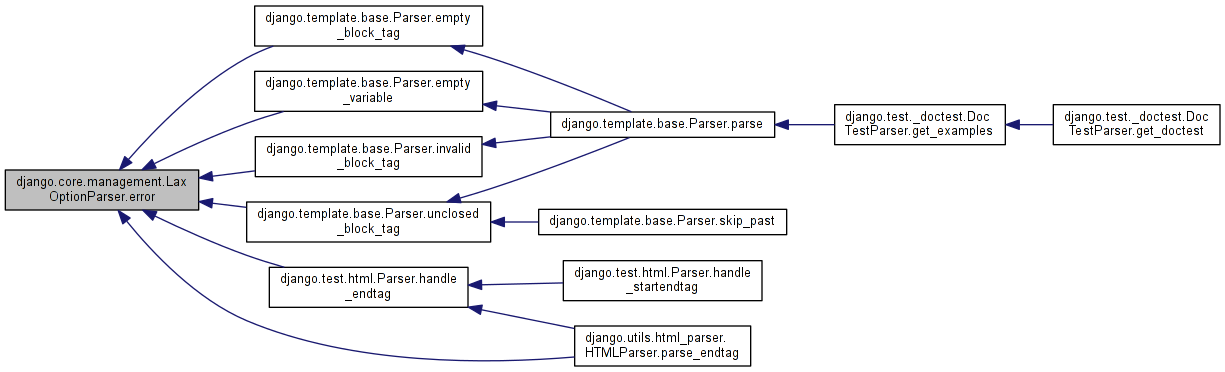 django.template.base.Parser.empty
_block_tag
django.template.base.Parser.empty
_variable
django.template.base.Parser.parse
django.test._doctest.Doc
TestParser.get_examples
django.test._doctest.Doc
TestParser.get_doctest
django.template.base.Parser.invalid
_block_tag
django.core.management.Lax
OptionParser.error
django.template.base.Parser.unclosed
_block_tag
django.template.base.Parser.skip_past
django.test.html.Parser.handle
_endtag
django.test.html.Parser.handle
_startendtag
django.utils.html_parser.
HTMLParser.parse_endtag